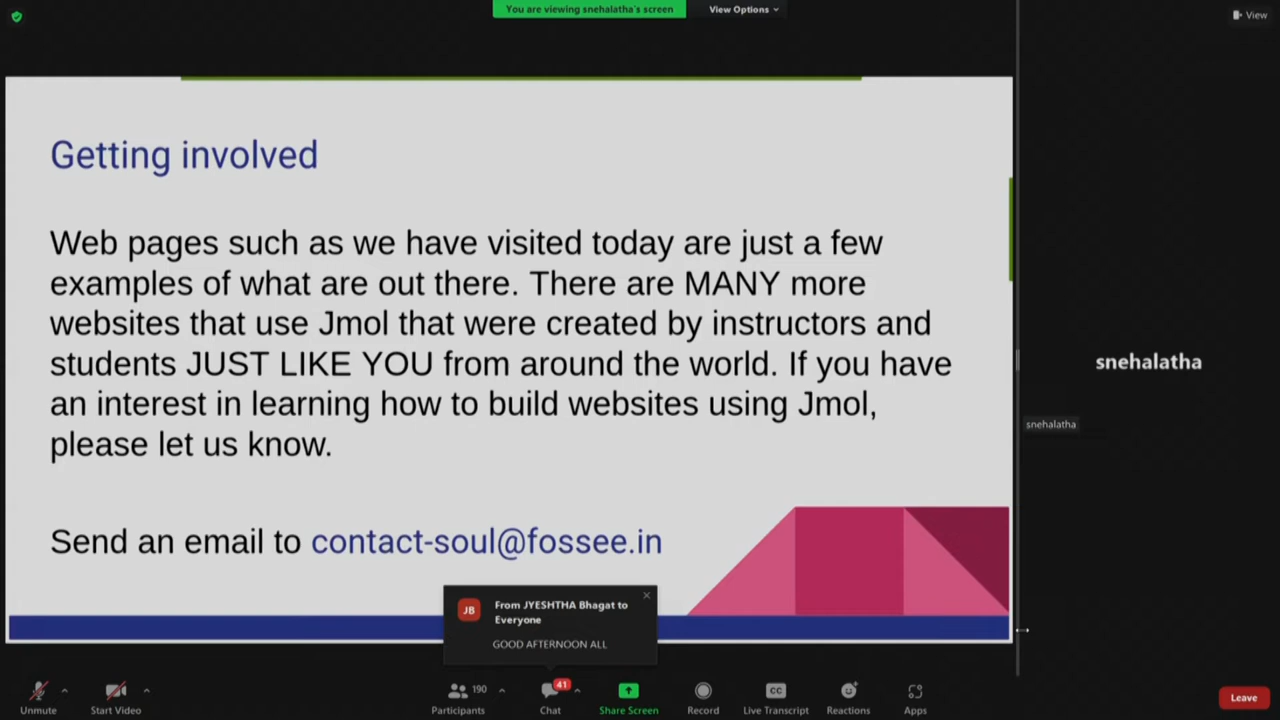 You are viewing snehalatha's screen
View Options
View
Getting involved
Web pages such as we have visited today are just a few
examples of what are out there. There are MANY more
websites that use Jmol that were created by instructors and
students JUST LIKE YOU from around the world. If you have
an interest in learning how to build websites using Jmol,
please let us know.
Send an email to contact-soul@fossee.in
snehalatha
snehalatha
JB
From JYESHTHA Bhagat to
Everyone
GOOD AFTERNOON ALL
Unmute
Start Video
190
Participants
41
Chat
Share Screen
Record
CC
Live Transcript
Reactions
Apps
Leave